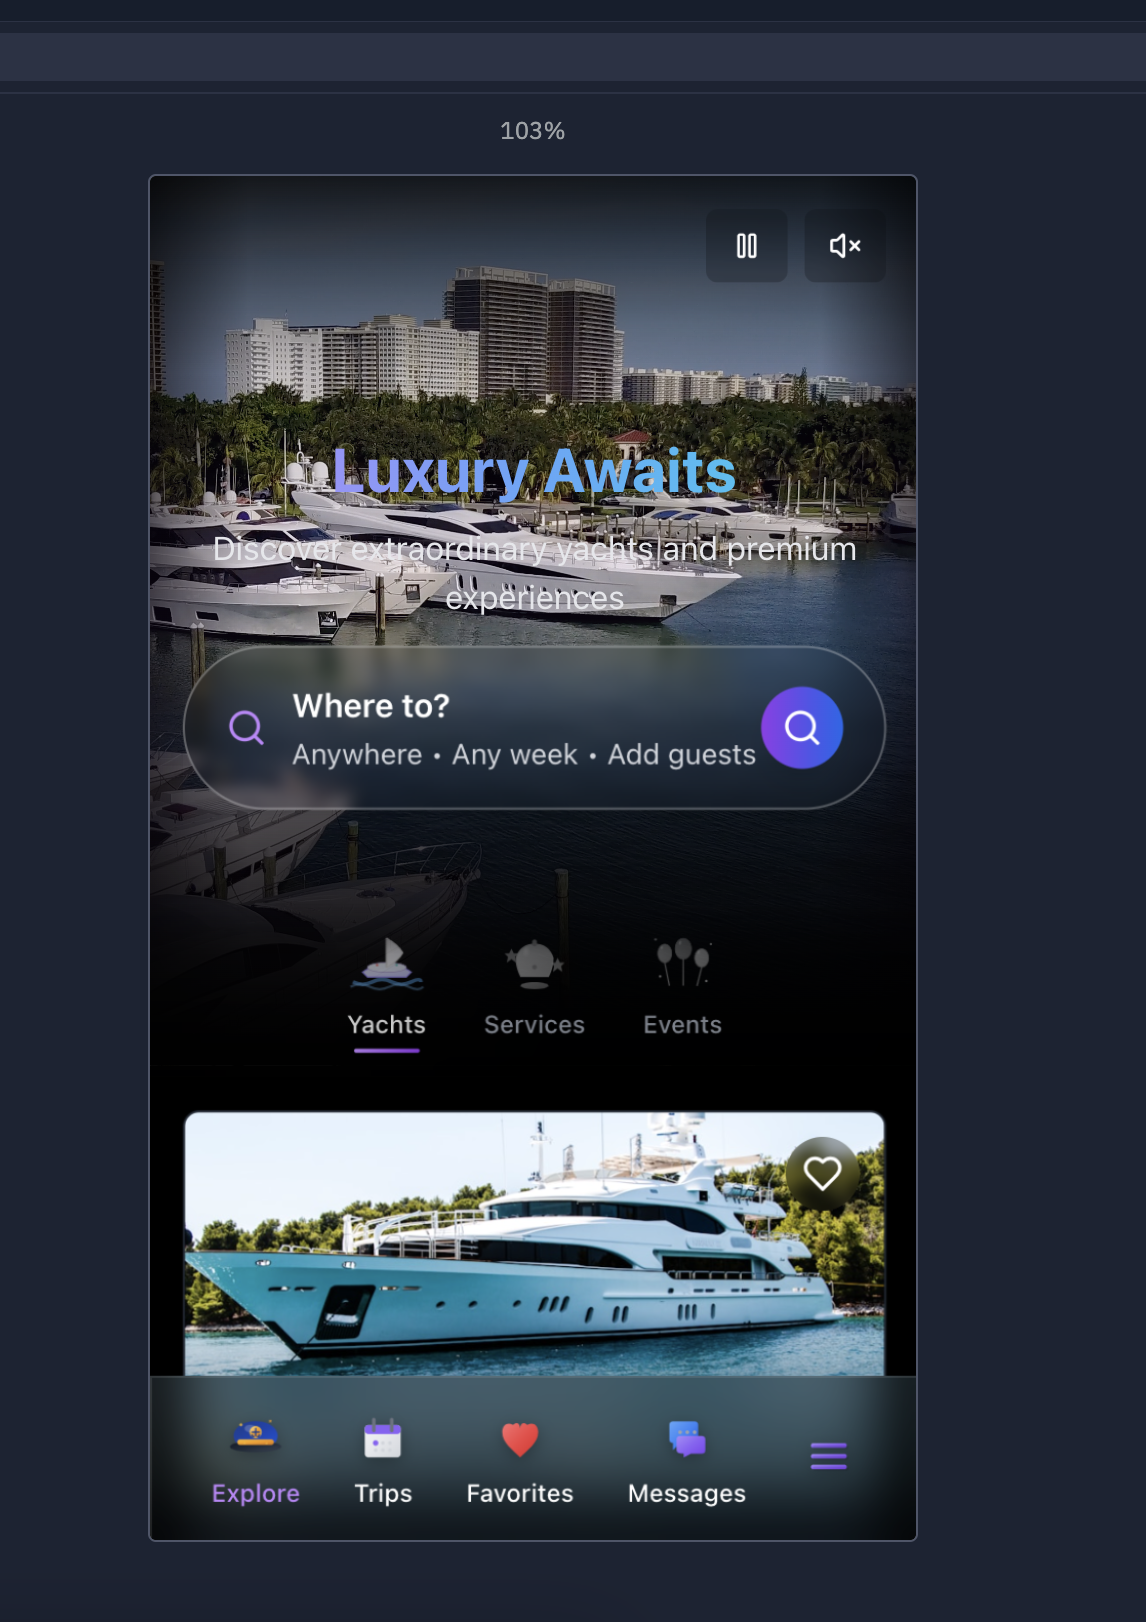 103%
Luxury Awaits
Discover extraordinary yachts and premium
experiences
Where to?
Anywhere • Any week • Add guests
Yachts Services Events
Explore Trips Favorites Messages